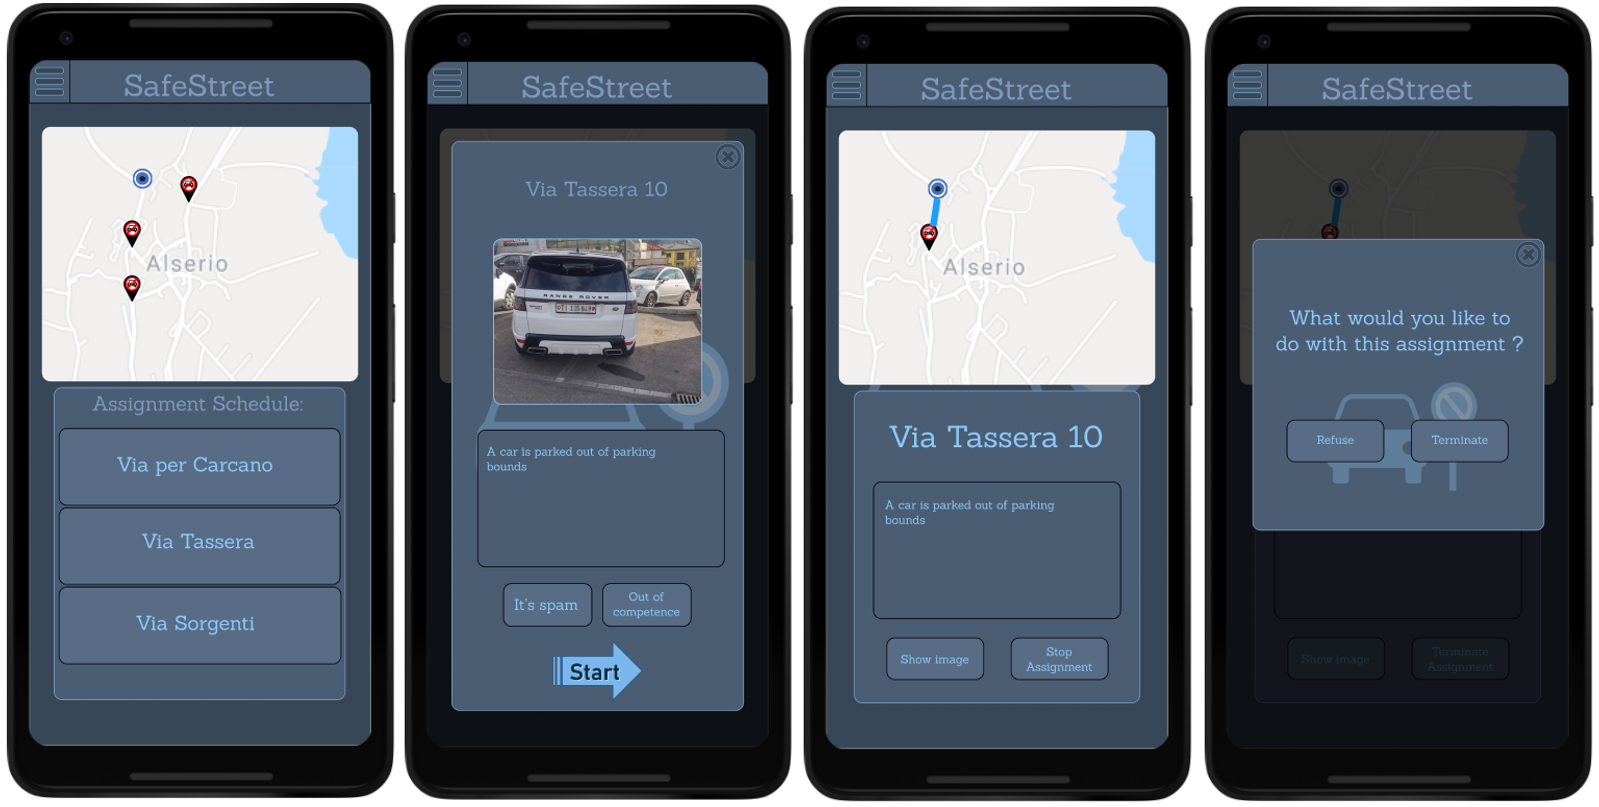 SafeStreet
Alserio
Assignment Schedule:
Via per Carcano
Via Tassera
Via Sorgenti
SafeStreet
Via Tassera 10
RANGE ROVER
A car is parked out of parking
bounds
It's spam
Out of
competence
Start
SafeStreet
Alserio
Via Tassera 10
A car is parked out of parking
bounds
Show image
Stop
Assignment
SafeStreet
What would you like to
do with this assignment ?
Refuse
Terminate
Show image
Terminate
Assignment